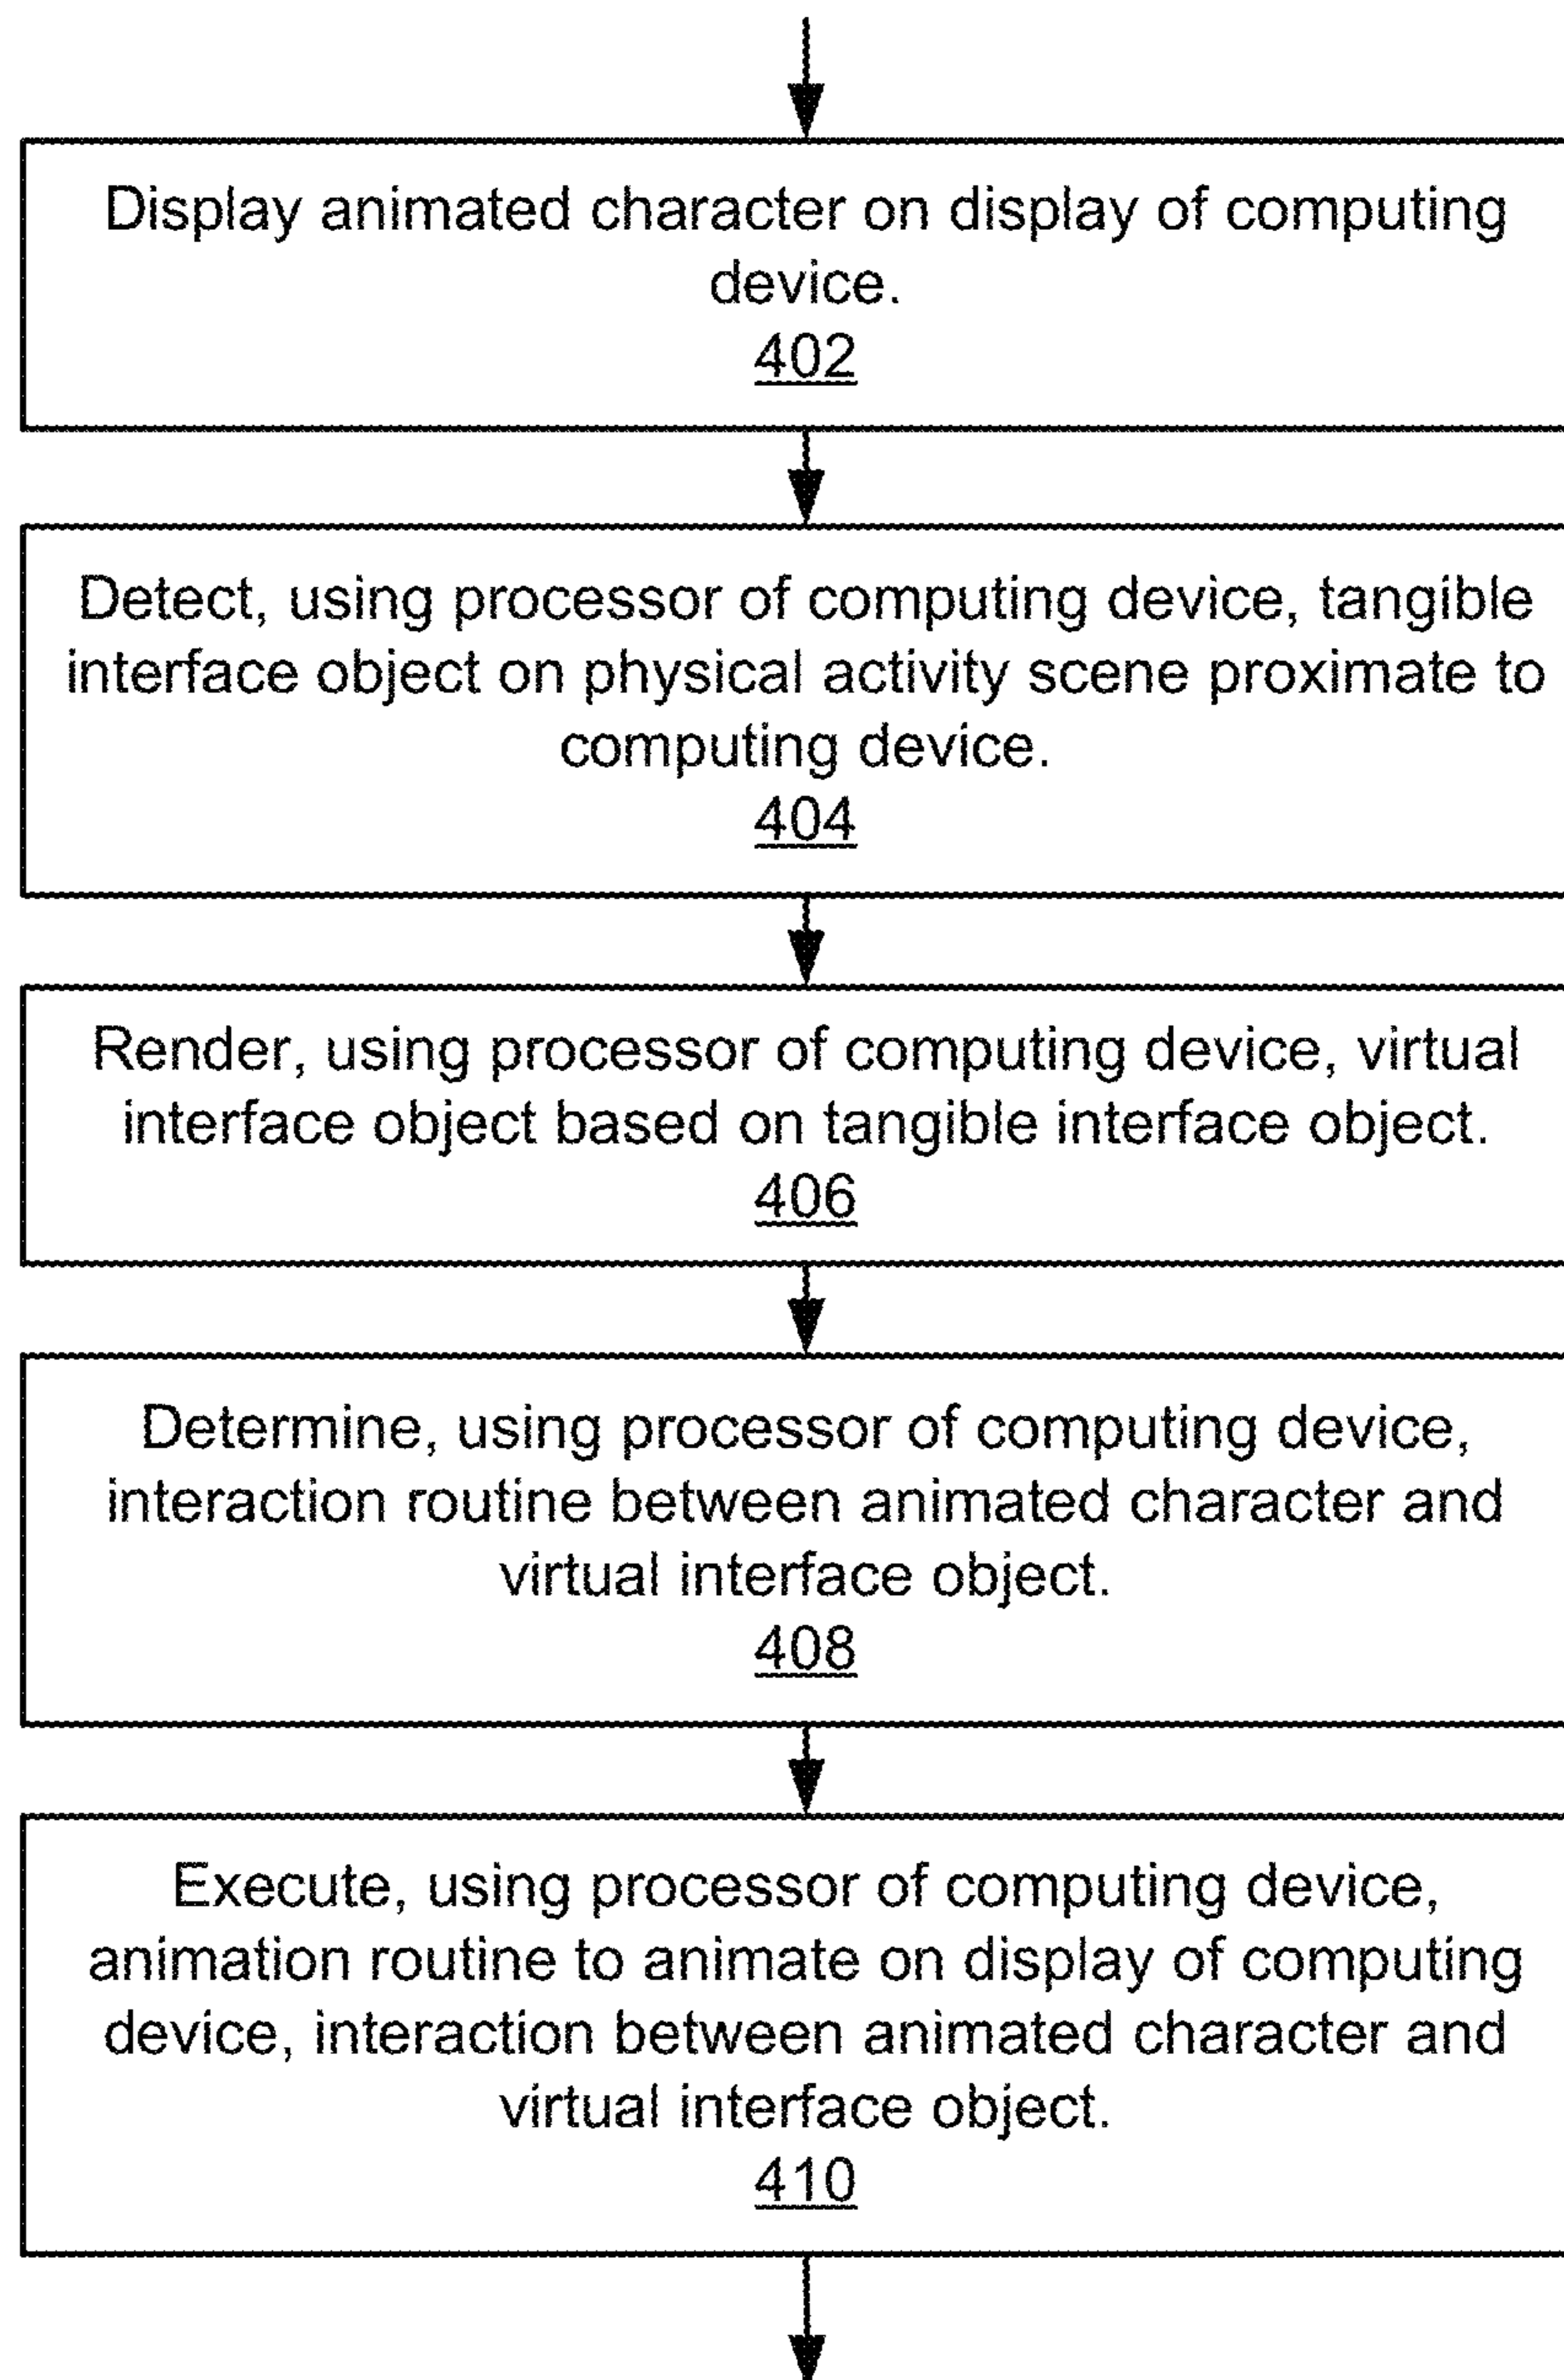 Display animated character on display of computing
device.
402
Detect, using processor of computing device, tangible
interface object on physical activity scene proximate to
computing device.
404
Render, using processor of computing device, virtual
interface object based on tangible interface object.
406
Determine, using processor of computing device,
interaction routine between animated character and
virtual interface object.
408
Execute, using processor of computing device,
animation routine to animate on display of computing
device, interaction between animated character and
virtual interface object.
410